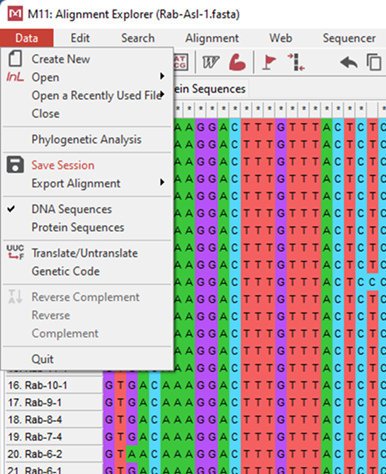 M11: Alignment Explorer (Rab-Asl-1.fasta)
Data Edit Search Alignment Web Sequencer
Create New
InL Open
Open a Recently Used File
Close
Phylogenetic Analysis
Save Session
Export Alignment
✓ DNA Sequences
Protein Sequences
UUC F Translate/Untranslate
Genetic Code
Reverse Complement
Reverse
Complement
Quit
ein Sequences
16. Rab-10-1 G T G A C A A A G G A C T T T G T T T A C T C T C
17. Rab-9-1 G T G A C A A A G G A C T T T G T T T A C T C T C
18. Rab-8-4 G T G A C A A A G G A C T T T G T T T A C T C T C
19. Rab-7-4 G T G A C A A A G G A C T T T G T T T A C T C T C
20. Rab-6-2 G T A A C A A A G G A C T T T G T T T A C T C T C
21. Rab-6-1 G T G A C A A A G G A C T T T G T T T A C T C T C